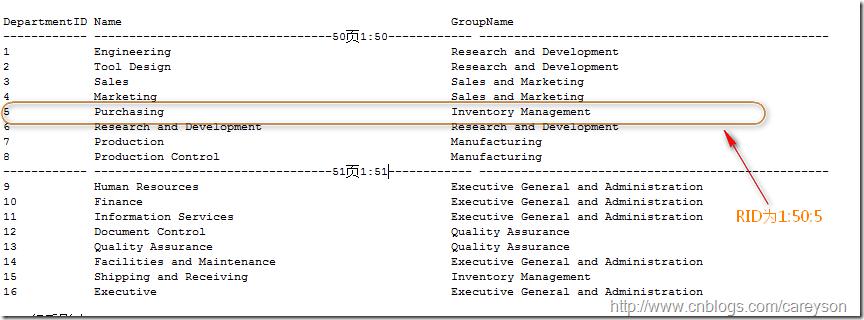 DepartmentID Name GroupName
------------ --------------------------------50页1:50------------ --------------------------------------------------
1 Engineering Research and Development
2 Tool Design Research and Development
3 Sales Sales and Marketing
4 Marketing Sales and Marketing
5 Purchasing Inventory Management
6 Research and Development Research and Development
7 Production Manufacturing
8 Production Control Manufacturing
------------ --------------------------------51页1:51------------ --------------------------------------------------
9 Human Resources Executive General and Administration
10 Finance Executive General and Administration
11 Information Services Executive General and Administration
RID为1:50:5
12 Document Control Quality Assurance
13 Quality Assurance Quality Assurance
14 Facilities and Maintenance Executive General and Administration
15 Shipping and Receiving Inventory Management
16 Executive Executive General and Administration
http://www.cnblogs.com/careyson